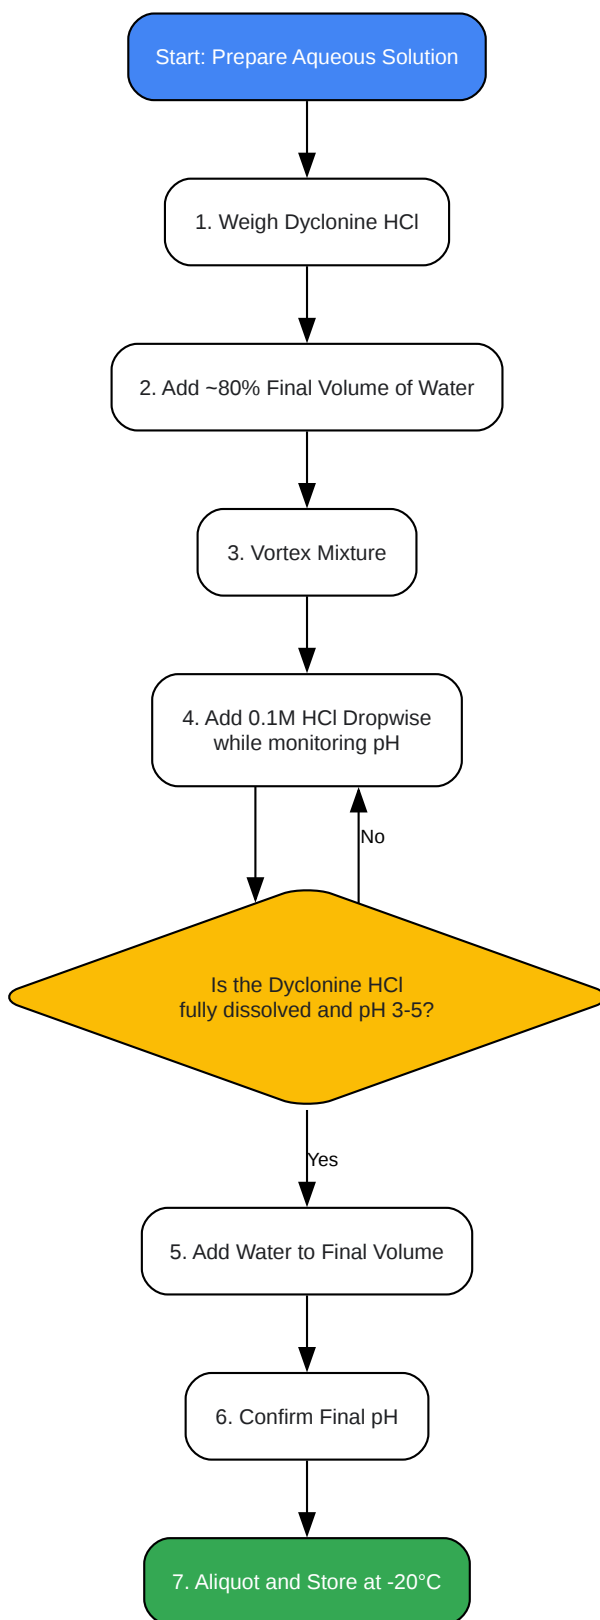 Start: Prepare Aqueous Solution
1. Weigh Dyclonine HCl
2. Add ~80% Final Volume of Water
3. Vortex Mixture
4. Add 0.1M HCl Dropwise
while monitoring pH
No
Is the Dyclonine HCl
fully dissolved and pH 3-5?
Yes
5. Add Water to Final Volume
6. Confirm Final pH
7. Aliquot and Store at -20°C